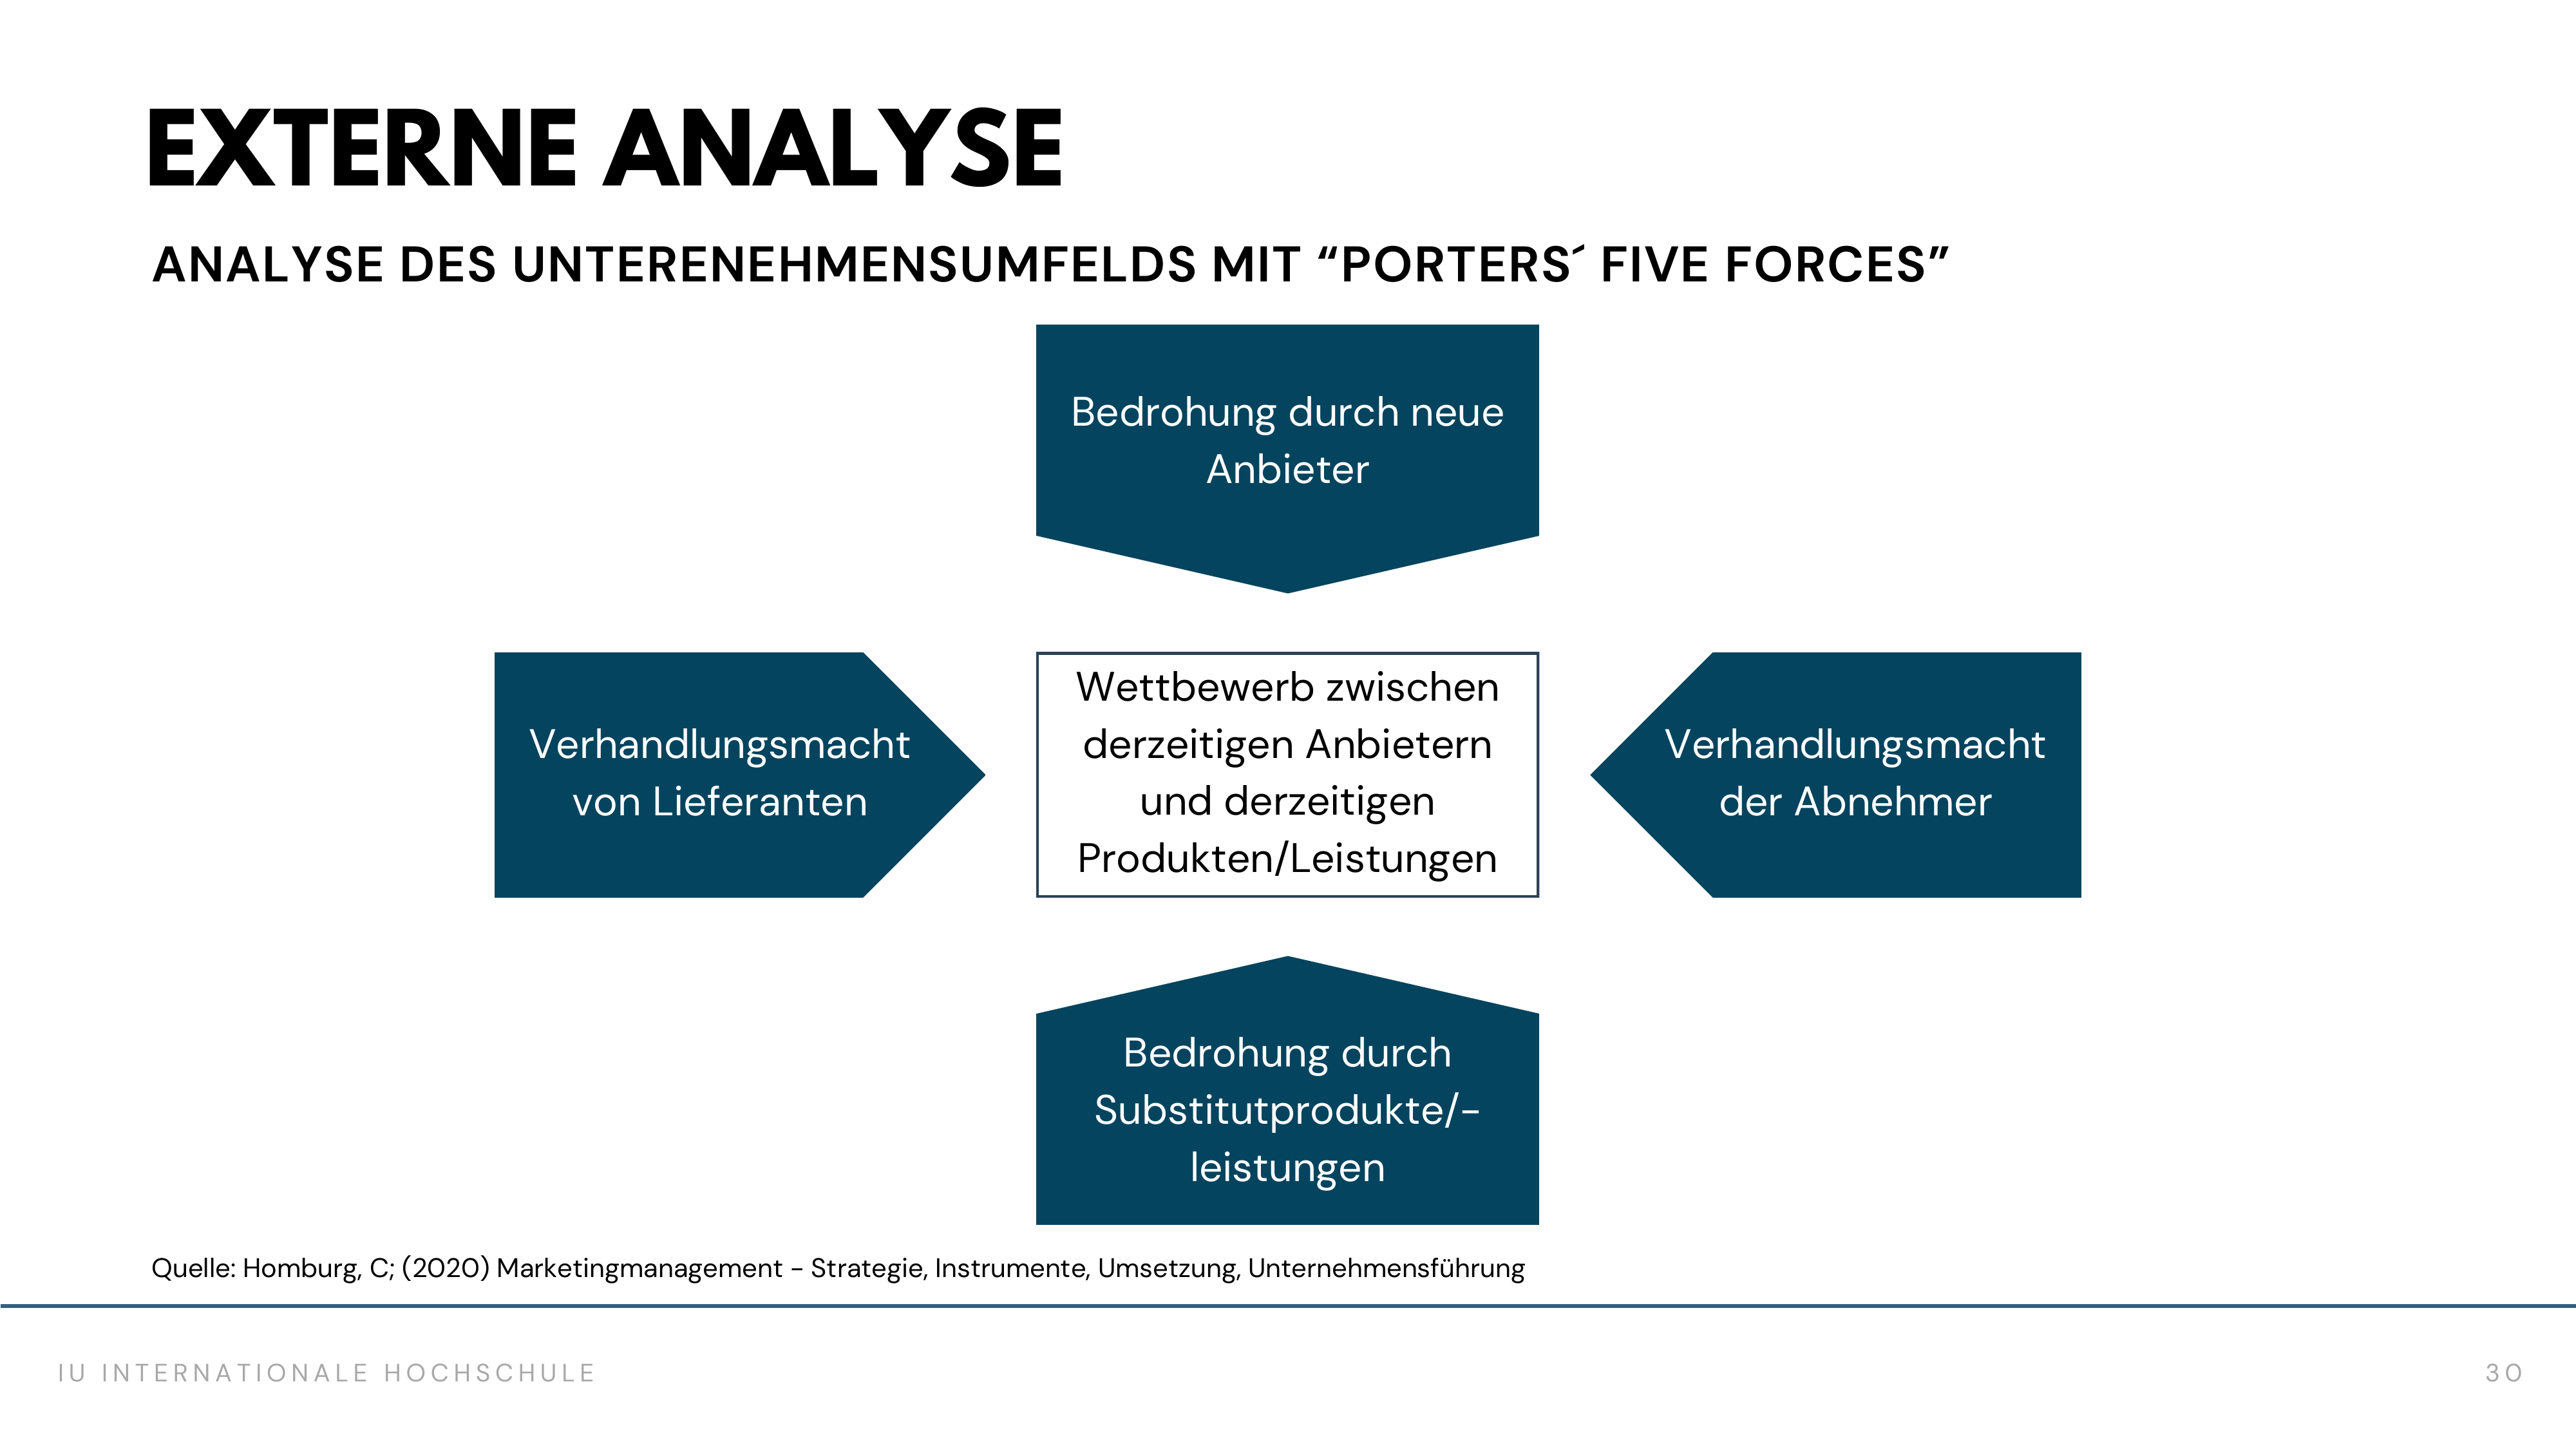 EXTERNE ANALYSE
ANALYSE DES UNTERENEHMENSUMFELDS MIT “PORTERS´ FIVE FORCES”
Bedrohung durch neue
Anbieter
Verhandlungsmacht
von Lieferanten
Wettbewerb zwischen
derzeitigen Anbietern
und derzeitigen
Produkten/Leistungen
Verhandlungsmacht
der Abnehmer
Bedrohung durch
Substitutprodukte/-
leistungen
Quelle: Homburg, C; (2020) Marketingmanagement - Strategie, Instrumente, Umsetzung, Unternehmensführung
IU INTERNATIONALE HOCHSCHULE
30